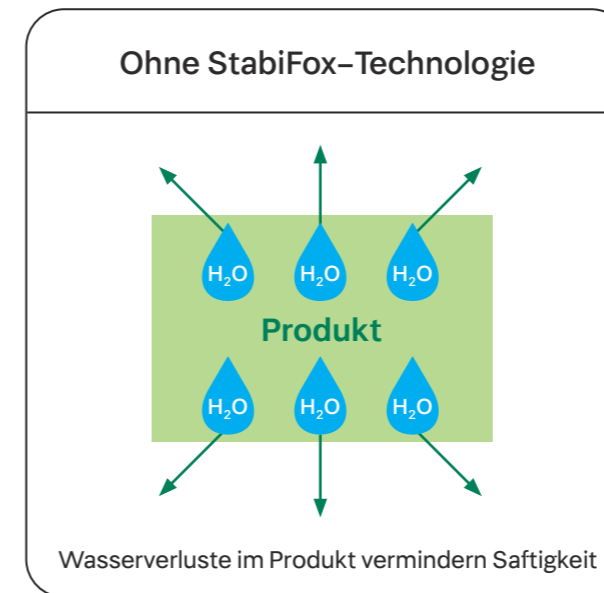 Ohne StabiFox–Technologie
H₂O H₂O H₂O
Produkt
H₂O H₂O H₂O
Wasserverluste im Produkt vermindern Saftigkeit